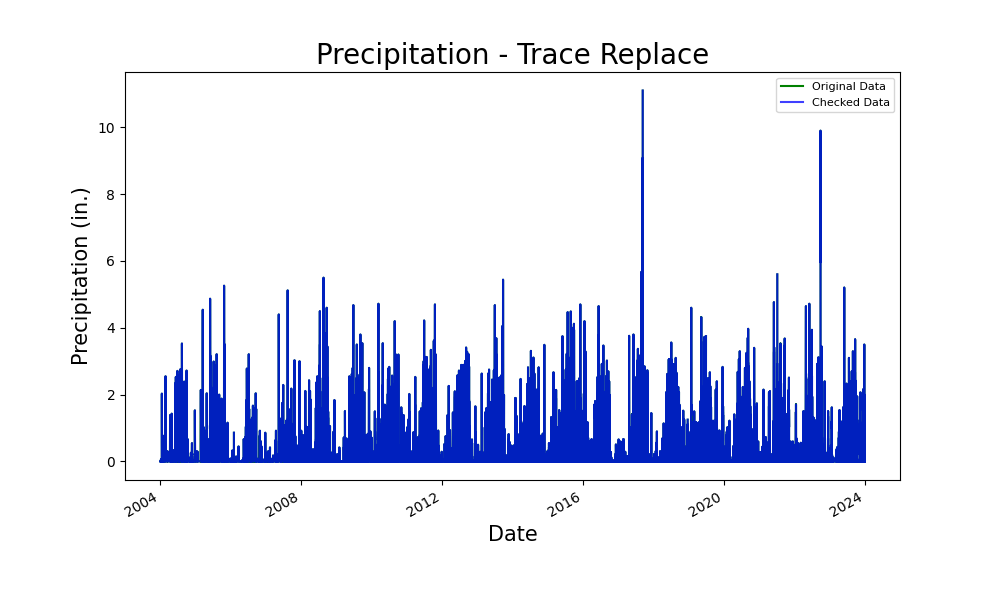 Precipitation - Trace Replace
Original Data
Checked Data
Precipitation (in.)
10
8
6
4
2
0
2004
2008
2012
2016
2020
2024
Date